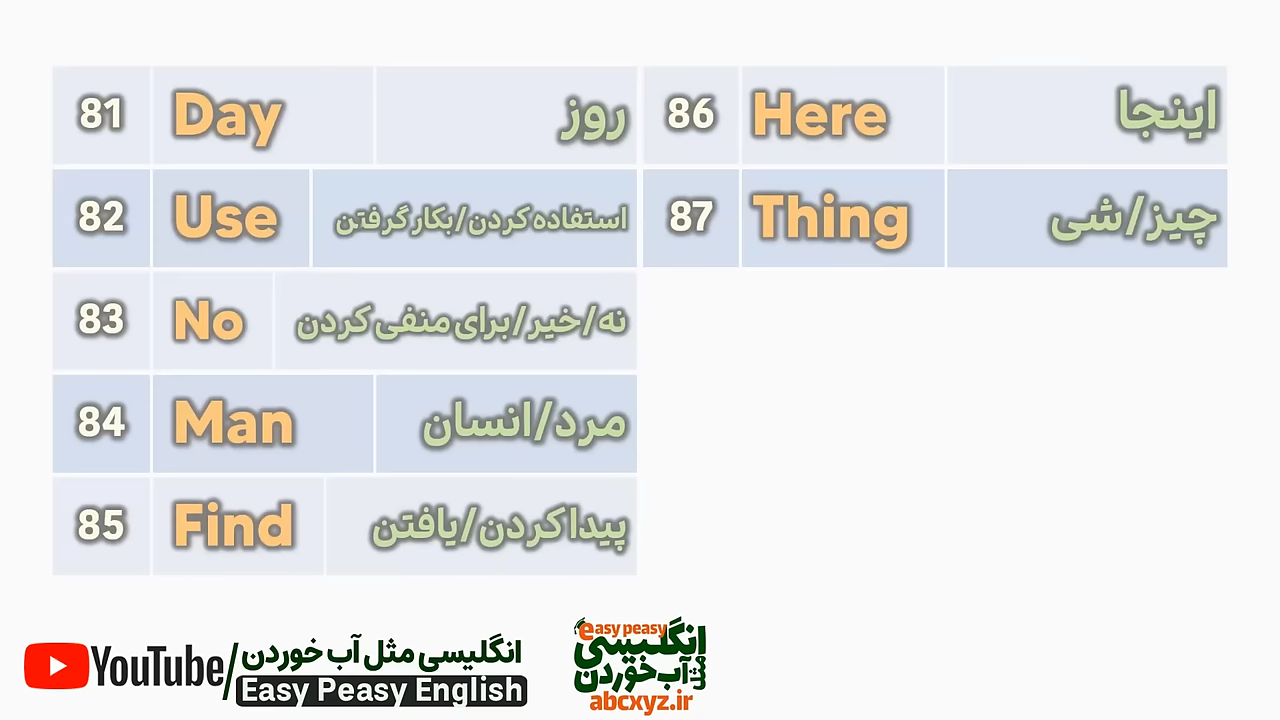 81 Day روز
82 Use استفاده کردن/بکار گرفتن
83 No نه/خیر/برای منفی کردن
84 Man مرد/انسان
85 Find پیدا کردن/یافتن
86 Here اینجا
87 Thing چیز/شی
YouTube/انگلیسی مثل آب خوردن
Easy Peasy English
easy peasy
انگلیسی
مثل آب خوردن
abcxyz.ir